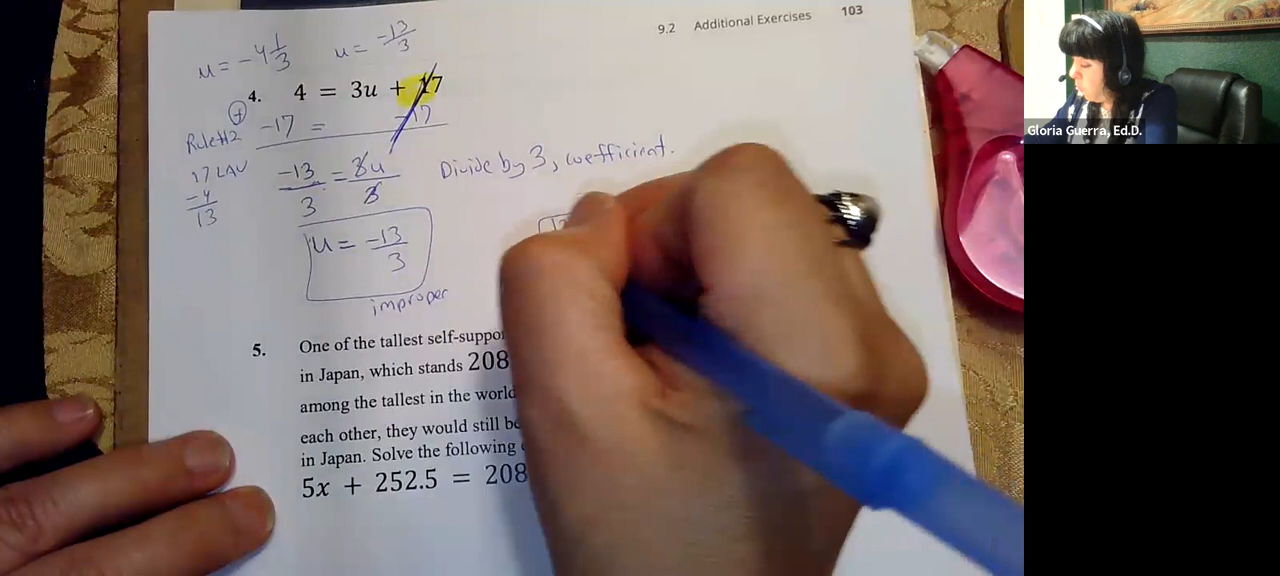 9.2 Additional Exercises 103
u = -4 1/3 u = -13/3
4. 4 = 3u + 17
-17 = -17
Rule #2
17 LAV
-4
13
-13 = 3u
3 3
Divide by 3, coefficient.
u = -13/3
improper
5. One of the tallest self-suppo
in Japan, which stands 208
among the tallest in the world
each other, they would still be
in Japan. Solve the following
5x + 252.5 = 208
Gloria Guerra, Ed.D.